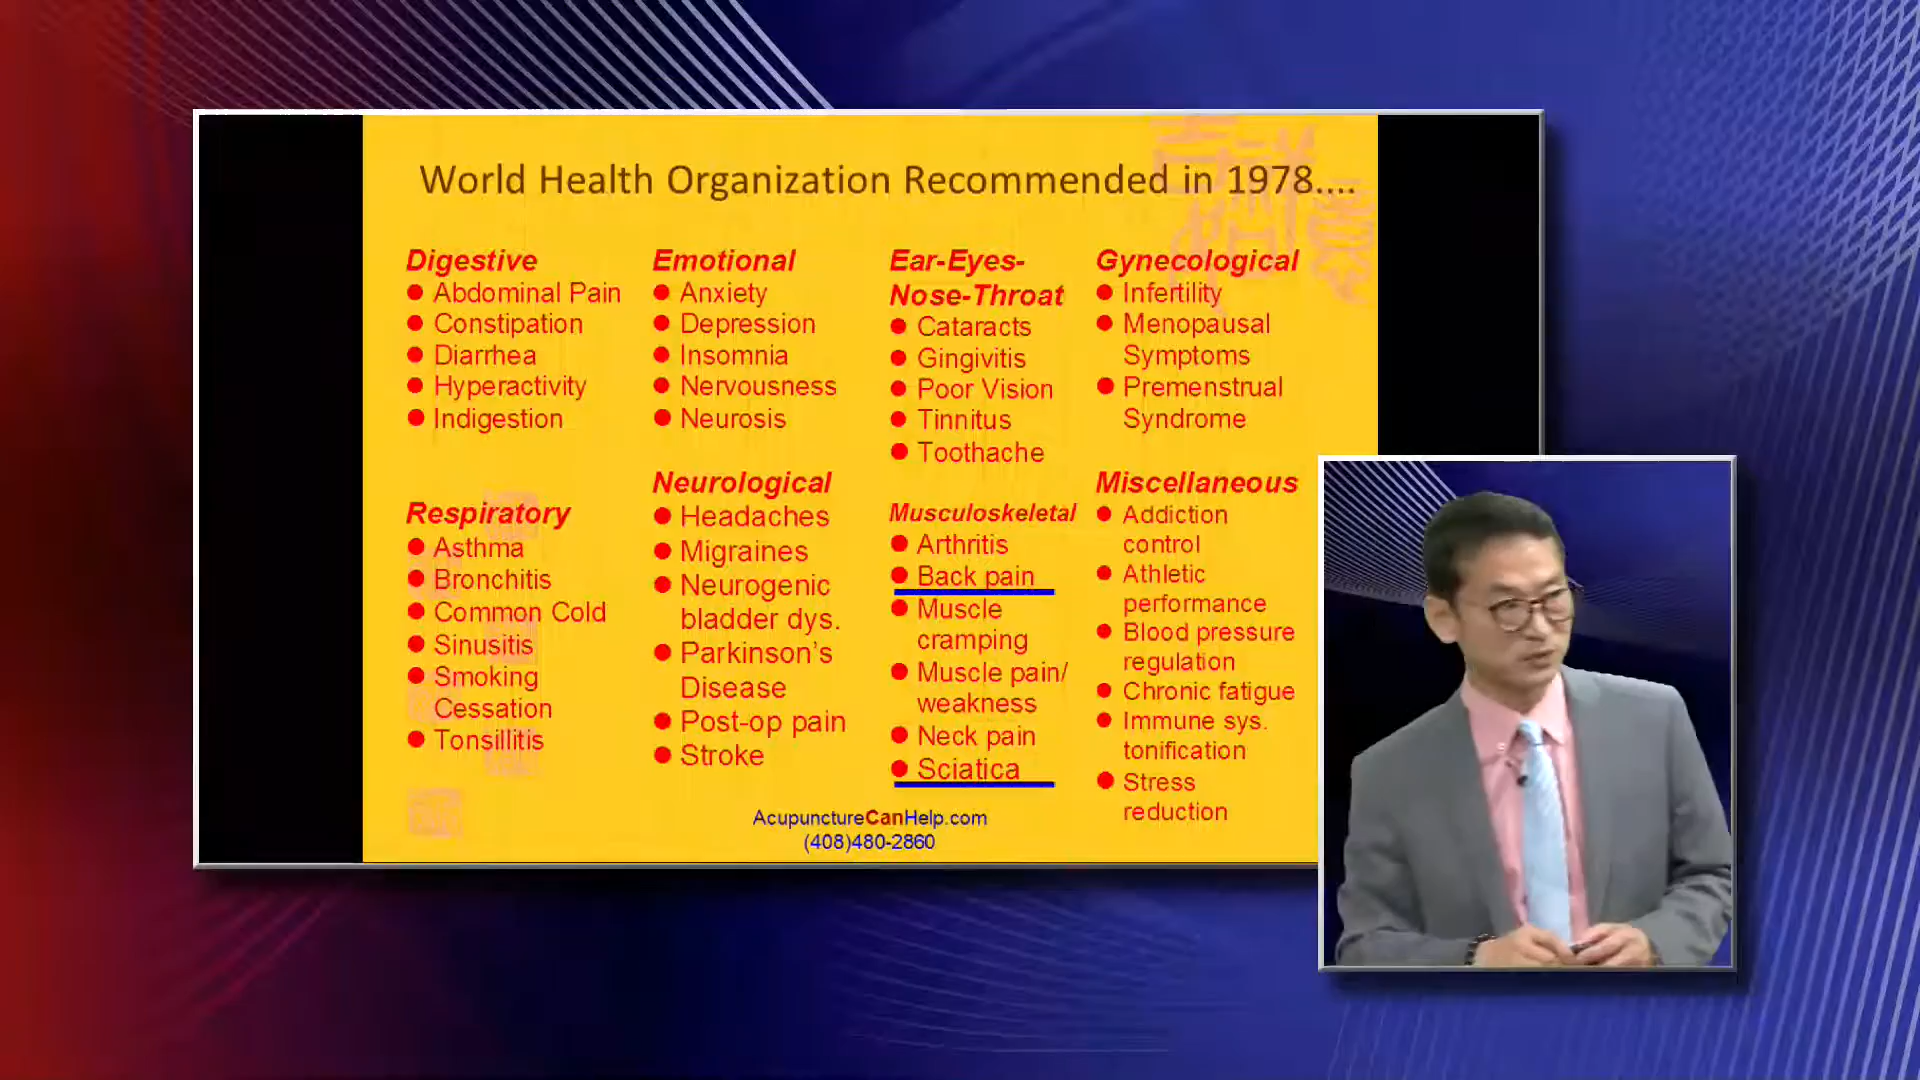 World Health Organization Recommended in 1978....
Digestive
Abdominal Pain
Constipation
Diarrhea
Hyperactivity
Indigestion
Respiratory
Asthma
Bronchitis
Common Cold
Sinusitis
Smoking
Cessation
Tonsillitis
Emotional
Anxiety
Depression
Insomnia
Nervousness
Neurosis
Neurological
Headaches
Migraines
Neurogenic
bladder dys.
Parkinson's
Disease
Post-op pain
Stroke
Ear-Eyes-
Nose-Throat
Cataracts
Gingivitis
Poor Vision
Tinnitus
Toothache
Musculoskeletal
Arthritis
Back pain
Muscle
cramping
Muscle pain/
weakness
Neck pain
Sciatica
Gynecological
Infertility
Menopausal
Symptoms
Premenstrual
Syndrome
Miscellaneous
Addiction
control
Athletic
performance
Blood pressure
regulation
Chronic fatigue
Immune sys.
tonification
Stress
reduction
AcupunctureCanHelp.com
(408)480-2860